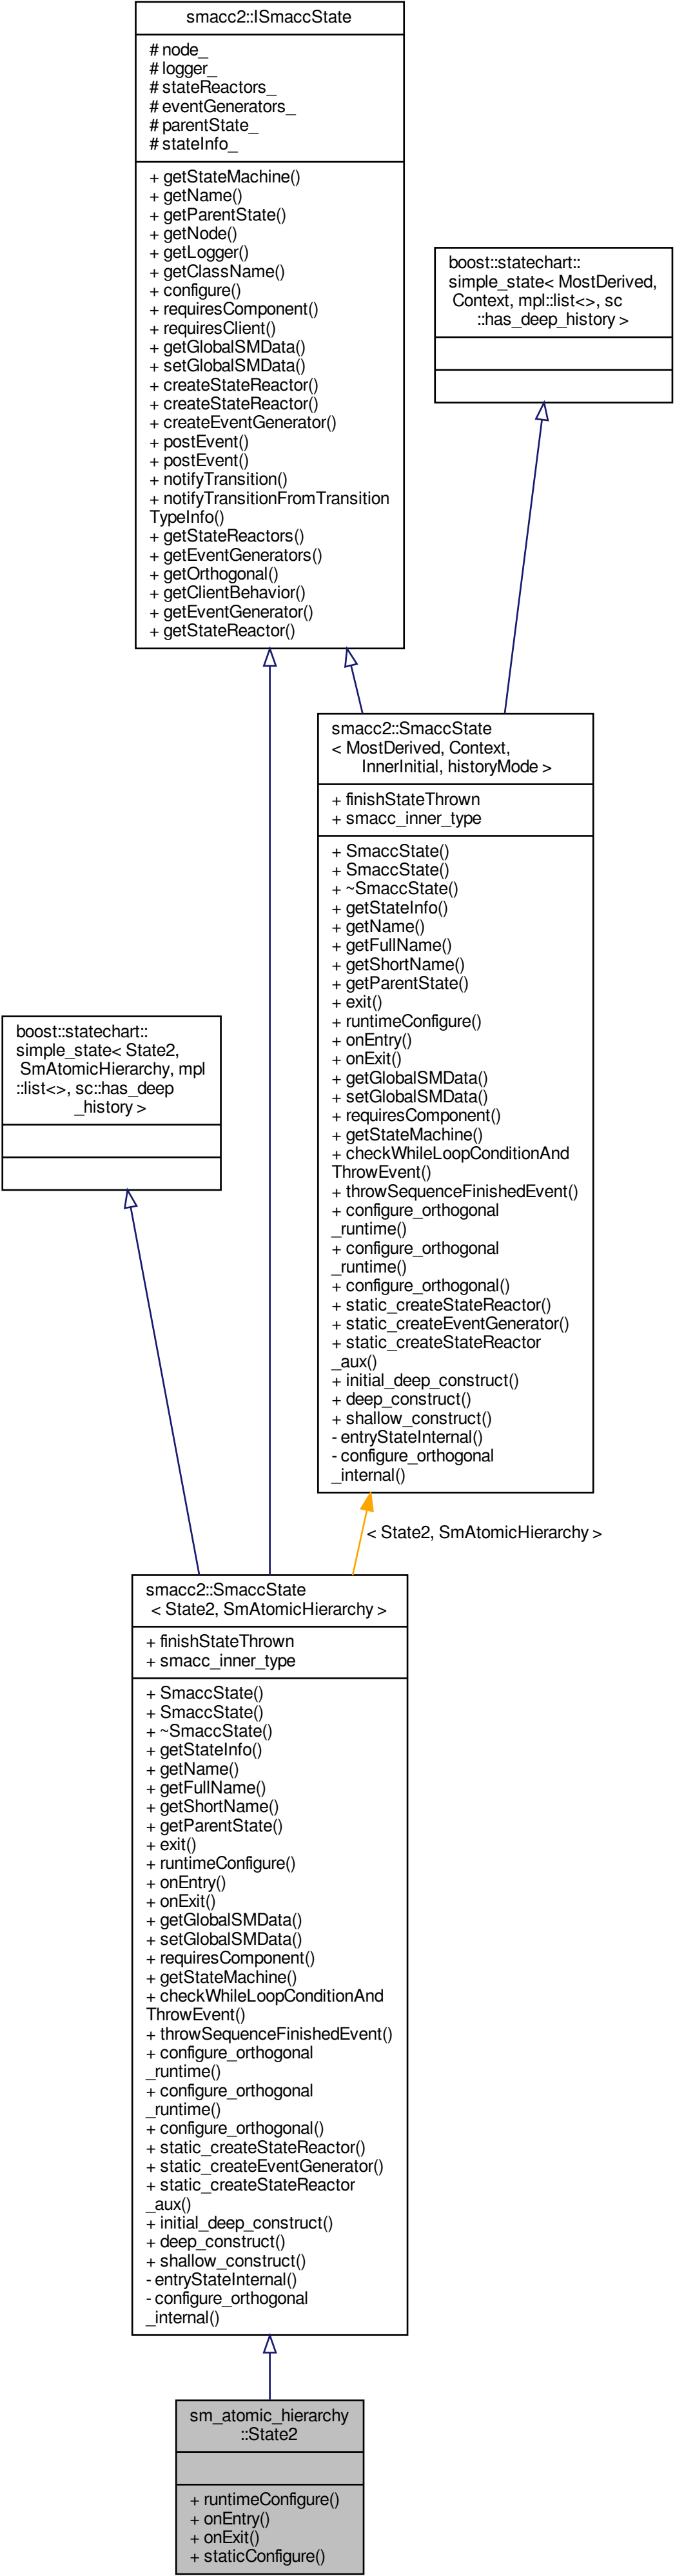 smacc2::ISmaccState
# node_
# logger_
# stateReactors_
# eventGenerators_
# parentState_
# stateInfo_
+ getStateMachine()
+ getName()
+ getParentState()
+ getNode()
+ getLogger()
+ getClassName()
+ configure()
+ requiresComponent()
+ requiresClient()
+ getGlobalSMData()
+ setGlobalSMData()
+ createStateReactor()
+ createStateReactor()
+ createEventGenerator()
+ postEvent()
+ postEvent()
+ notifyTransition()
+ notifyTransitionFromTransition
TypeInfo()
+ getStateReactors()
+ getEventGenerators()
+ getOrthogonal()
+ getClientBehavior()
+ getEventGenerator()
+ getStateReactor()
boost::statechart::
simple_state< MostDerived,
Context, mpl::list<>, sc
::has_deep_history >
smacc2::SmaccState
< MostDerived, Context,
InnerInitial, historyMode >
+ finishStateThrown
+ smacc_inner_type
+ SmaccState()
+ SmaccState()
+ ~SmaccState()
+ getStateInfo()
+ getName()
+ getFullName()
+ getShortName()
+ getParentState()
+ exit()
+ runtimeConfigure()
+ onEntry()
+ onExit()
+ getGlobalSMData()
+ setGlobalSMData()
+ requiresComponent()
+ getStateMachine()
+ checkWhileLoopConditionAnd
ThrowEvent()
+ throwSequenceFinishedEvent()
+ configure_orthogonal
_runtime()
+ configure_orthogonal
_runtime()
+ configure_orthogonal()
+ static_createStateReactor()
+ static_createEventGenerator()
+ static_createStateReactor
_aux()
+ initial_deep_construct()
+ deep_construct()
+ shallow_construct()
- entryStateInternal()
- configure_orthogonal
_internal()
boost::statechart::
simple_state< State2,
SmAtomicHierarchy, mpl
::list<>, sc::has_deep
_history >
< State2, SmAtomicHierarchy >
smacc2::SmaccState
< State2, SmAtomicHierarchy >
+ finishStateThrown
+ smacc_inner_type
+ SmaccState()
+ SmaccState()
+ ~SmaccState()
+ getStateInfo()
+ getName()
+ getFullName()
+ getShortName()
+ getParentState()
+ exit()
+ runtimeConfigure()
+ onEntry()
+ onExit()
+ getGlobalSMData()
+ setGlobalSMData()
+ requiresComponent()
+ getStateMachine()
+ checkWhileLoopConditionAnd
ThrowEvent()
+ throwSequenceFinishedEvent()
+ configure_orthogonal
_runtime()
+ configure_orthogonal
_runtime()
+ configure_orthogonal()
+ static_createStateReactor()
+ static_createEventGenerator()
+ static_createStateReactor
_aux()
+ initial_deep_construct()
+ deep_construct()
+ shallow_construct()
- entryStateInternal()
- configure_orthogonal
_internal()
sm_atomic_hierarchy
::State2
+ runtimeConfigure()
+ onEntry()
+ onExit()
+ staticConfigure()